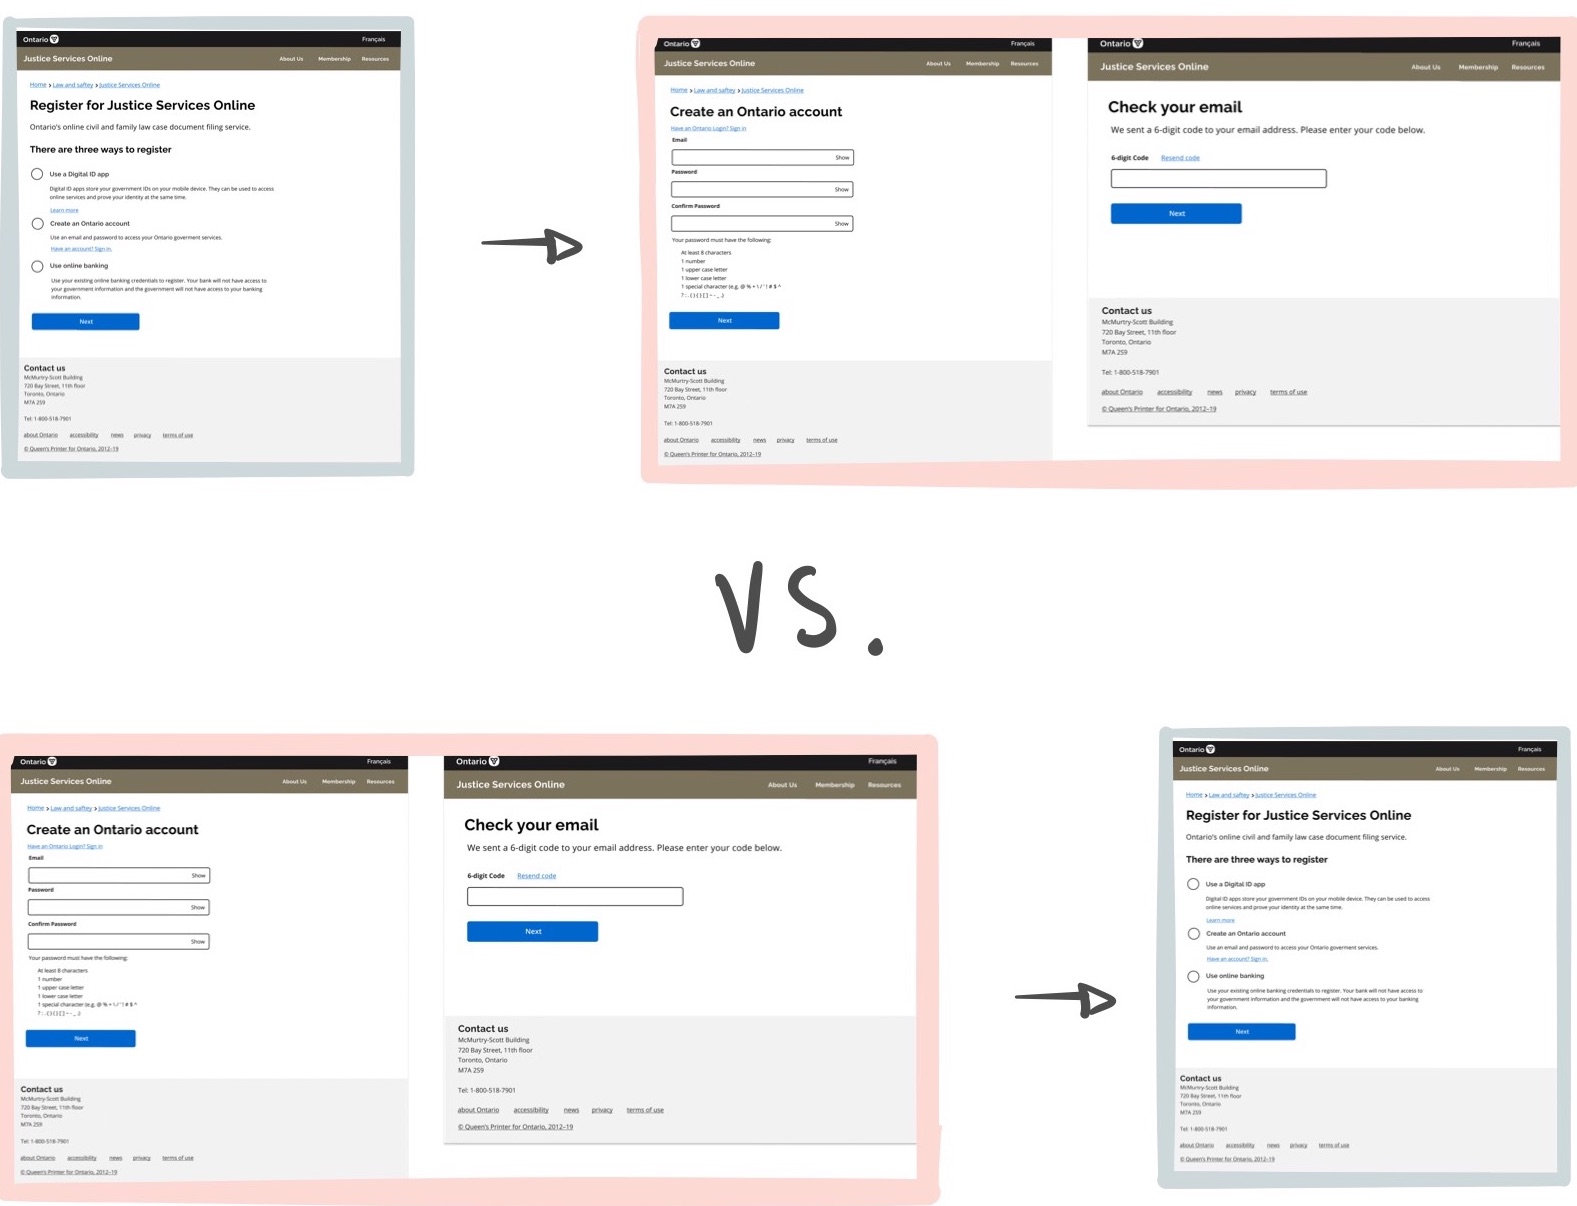 Ontario
Français
Justice Services Online
About Us Membership Resources
Home > Law and saftey > Justice Services Online
Register for Justice Services Online
Ontario's online civil and family law case document filing service.
There are three ways to register
Use a Digital ID app
Digital ID apps store your government IDs on your mobile device. They can be used to access
online services and prove your identity at the same time.
Learn more
Create an Ontario account
Use an email and password to access your Ontario goverment services.
Have an account? Sign in.
Use online banking
Use your existing online banking credentials to register. Your bank will not have access to
your government information and the government will not have access to your banking
information.
Next
Contact us
McMurtry-Scott Building
720 Bay Street, 11th floor
Toronto, Ontario
M7A 2S9
Tel: 1-800-518-7901
about Ontario accessibility news privacy terms of use
© Queen's Printer for Ontario, 2012–19
Ontario
Français
Justice Services Online
About Us Membership Resources
Home > Law and saftey > Justice Services Online
Create an Ontario account
Have an Ontario Login? Sign in
Email
Show
Password
Show
Confirm Password
Show
Your password must have the following:
At least 8 characters
1 number
1 upper case letter
1 lower case letter
1 special character (e.g. @ % + \ / ' ! # $ ^
? : . ( ) { } [ ] ~ - _ .)
Next
Contact us
McMurtry-Scott Building
720 Bay Street, 11th floor
Toronto, Ontario
M7A 2S9
Tel: 1-800-518-7901
about Ontario accessibility news privacy terms of use
© Queen's Printer for Ontario, 2012–19
Ontario
Français
Justice Services Online
About Us Membership Resources
Check your email
We sent a 6-digit code to your email address. Please enter your code below.
6-digit Code Resend code
Next
Contact us
McMurtry-Scott Building
720 Bay Street, 11th floor
Toronto, Ontario
M7A 2S9
Tel: 1-800-518-7901
about Ontario accessibility news privacy terms of use
© Queen's Printer for Ontario, 2012–19
VS.
Ontario
Français
Justice Services Online
About Us Membership Resources
Home > Law and saftey > Justice Services Online
Create an Ontario account
Have an Ontario Login? Sign in
Email
Show
Password
Show
Confirm Password
Show
Your password must have the following:
At least 8 characters
1 number
1 upper case letter
1 lower case letter
1 special character (e.g. @ % + \ / ' ! # $ ^
? : . ( ) { } [ ] ~ - _ .)
Next
Contact us
McMurtry-Scott Building
720 Bay Street, 11th floor
Toronto, Ontario
M7A 2S9
Tel: 1-800-518-7901
about Ontario accessibility news privacy terms of use
© Queen's Printer for Ontario, 2012–19
Ontario
Français
Justice Services Online
About Us Membership Resources
Check your email
We sent a 6-digit code to your email address. Please enter your code below.
6-digit Code Resend code
Next
Contact us
McMurtry-Scott Building
720 Bay Street, 11th floor
Toronto, Ontario
M7A 2S9
Tel: 1-800-518-7901
about Ontario accessibility news privacy terms of use
© Queen's Printer for Ontario, 2012–19
Ontario
Français
Justice Services Online
About Us Membership Resources
Home > Law and saftey > Justice Services Online
Register for Justice Services Online
Ontario's online civil and family law case document filing service.
There are three ways to register
Use a Digital ID app
Digital ID apps store your government IDs on your mobile device. They can be used to access
online services and prove your identity at the same time.
Learn more
Create an Ontario account
Use an email and password to access your Ontario goverment services.
Have an account? Sign in.
Use online banking
Use your existing online banking credentials to register. Your bank will not have access to
your government information and the government will not have access to your banking
information.
Next
Contact us
McMurtry-Scott Building
720 Bay Street, 11th floor
Toronto, Ontario
M7A 2S9
Tel: 1-800-518-7901
about Ontario accessibility news privacy terms of use
© Queen's Printer for Ontario, 2012–19